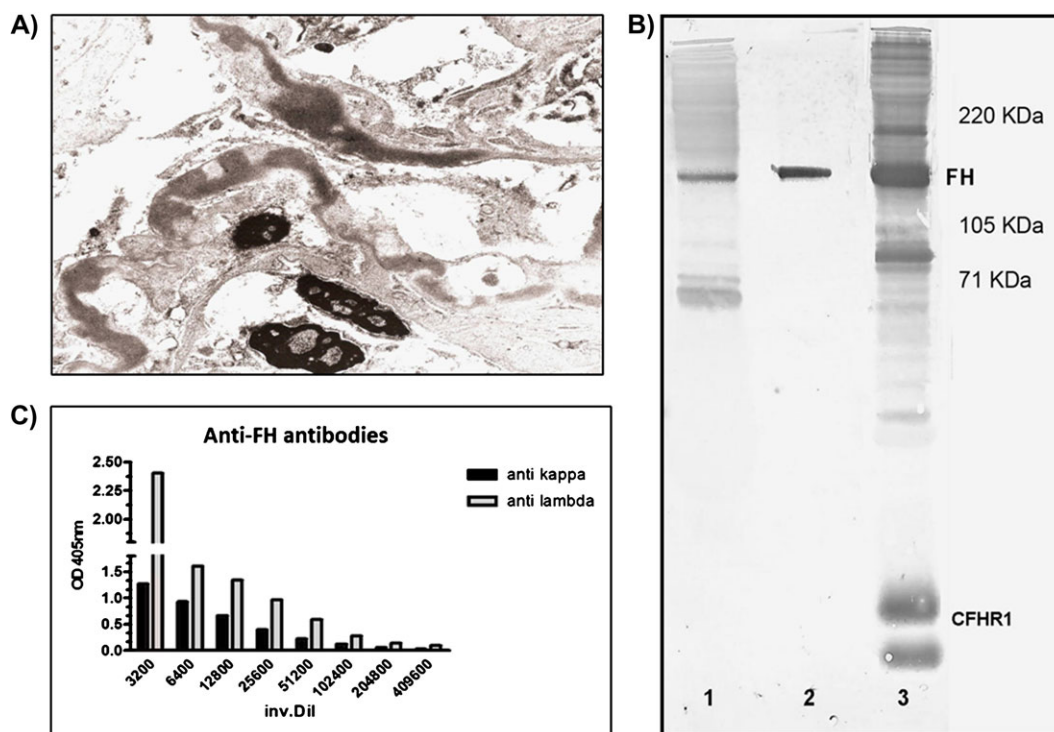 A)
B)
220 KDa
FH
105 KDa
71 KDa
CFHR1
1 2 3
C)
Anti-FH antibodies
anti kappa
anti lambda
OD 405nm
2.50
2.25
2.00
1.5
1.0
0.5
0.0
3200 6400 12800 25600 51200 102400 204800 409600
inv.Dil